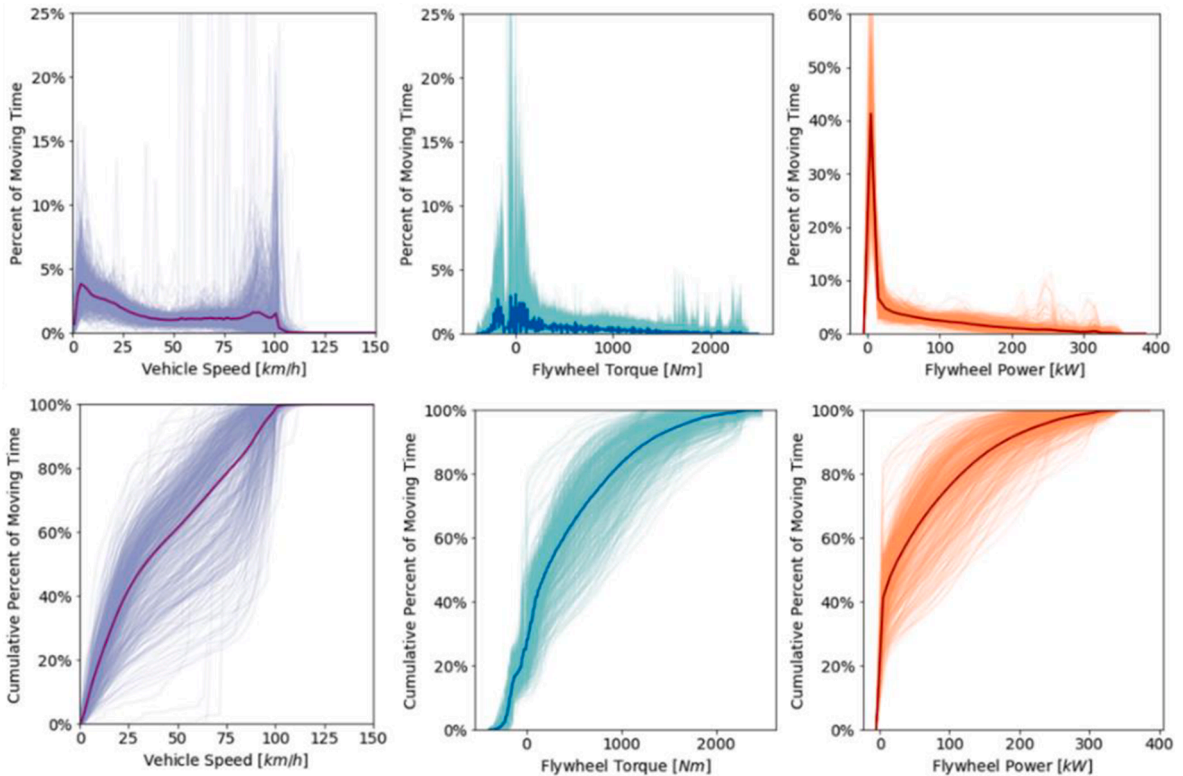 25%
20%
15%
10%
5%
0%
Percent of Moving Time
0 25 50 75 100 125 150
Vehicle Speed [km/h]
25%
20%
15%
10%
5%
0%
Percent of Moving Time
0 1000 2000
Flywheel Torque [Nm]
60%
50%
40%
30%
20%
10%
0%
Percent of Moving Time
0 100 200 300 400
Flywheel Power [kW]
100%
80%
60%
40%
20%
0%
Cumulative Percent of Moving Time
0 25 50 75 100 125 150
Vehicle Speed [km/h]
100%
80%
60%
40%
20%
0%
Cumulative Percent of Moving Time
0 1000 2000
Flywheel Torque [Nm]
100%
80%
60%
40%
20%
0%
Cumulative Percent of Moving Time
0 100 200 300 400
Flywheel Power [kW]